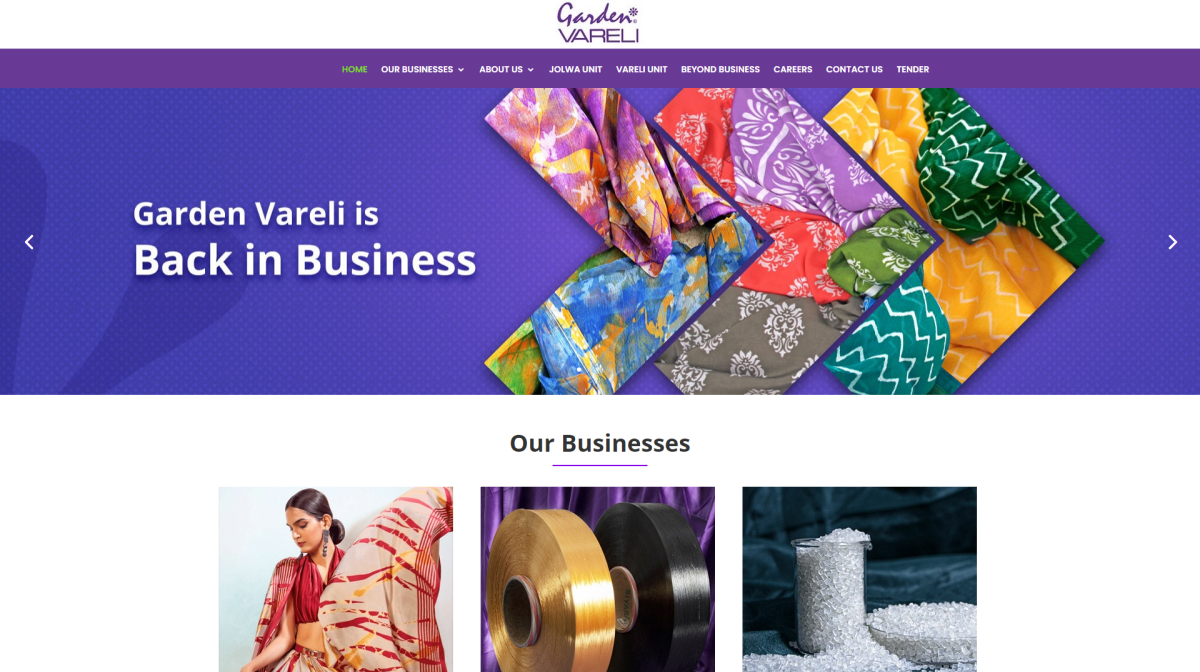 Garden
VARELI
HOME OUR BUSINESSES ABOUT US JOLWA UNIT VARELI UNIT BEYOND BUSINESS CAREERS CONTACT US TENDER
Garden Vareli is
Back in Business
Our Businesses